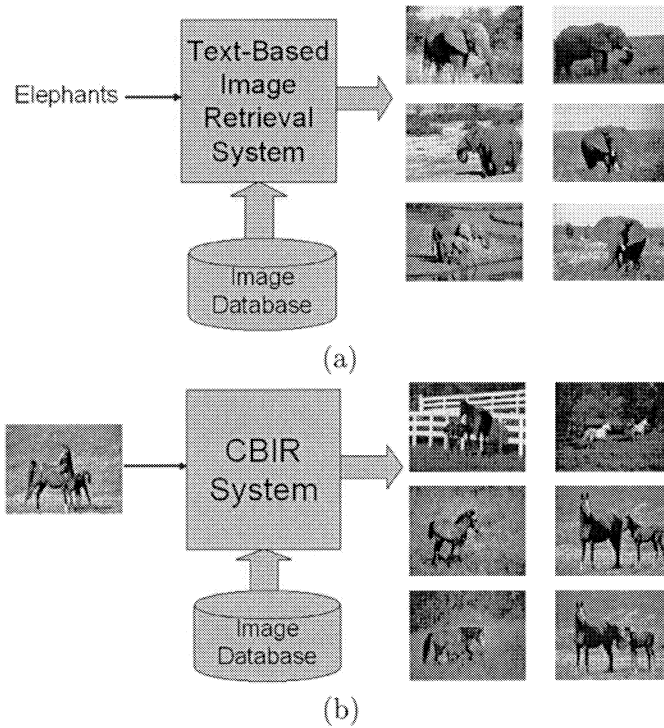 Elephants
Text-Based
Image
Retrieval
System
Image
Database
(a)
CBIR
System
Image
Database
(b)